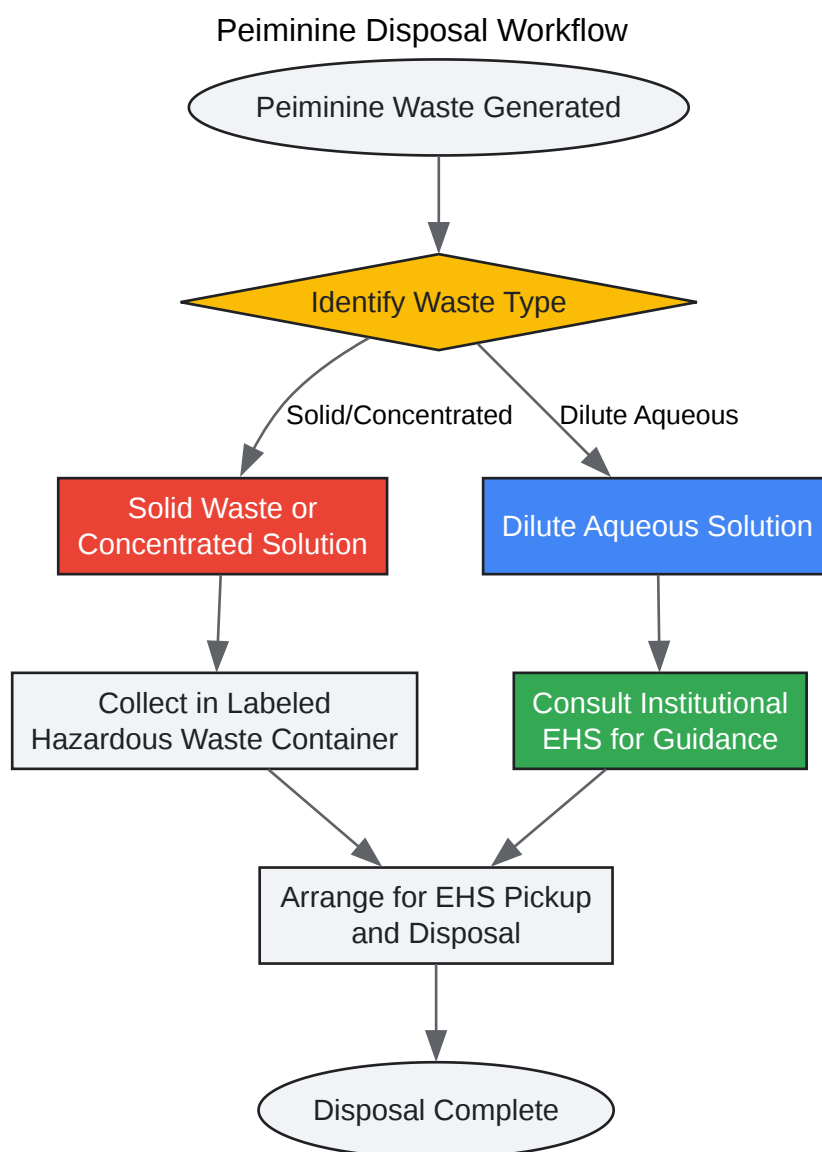 Peiminine Disposal Workflow
Peiminine Waste Generated
Identify Waste Type
Solid/Concentrated
Dilute Aqueous
Solid Waste or
Concentrated Solution
Dilute Aqueous Solution
Collect in Labeled
Hazardous Waste Container
Consult Institutional
EHS for Guidance
Arrange for EHS Pickup
and Disposal
Disposal Complete